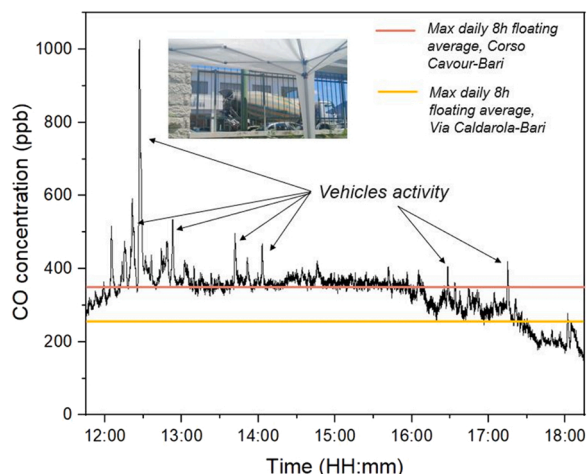 1000
800
600
400
200
0
CO concentration (ppb)
Max daily 8h floating
average, Corso
Cavour-Bari
Max daily 8h
floating average,
Via Caldarola-Bari
Vehicles activity
12:00 13:00 14:00 15:00 16:00 17:00 18:00
Time (HH:mm)